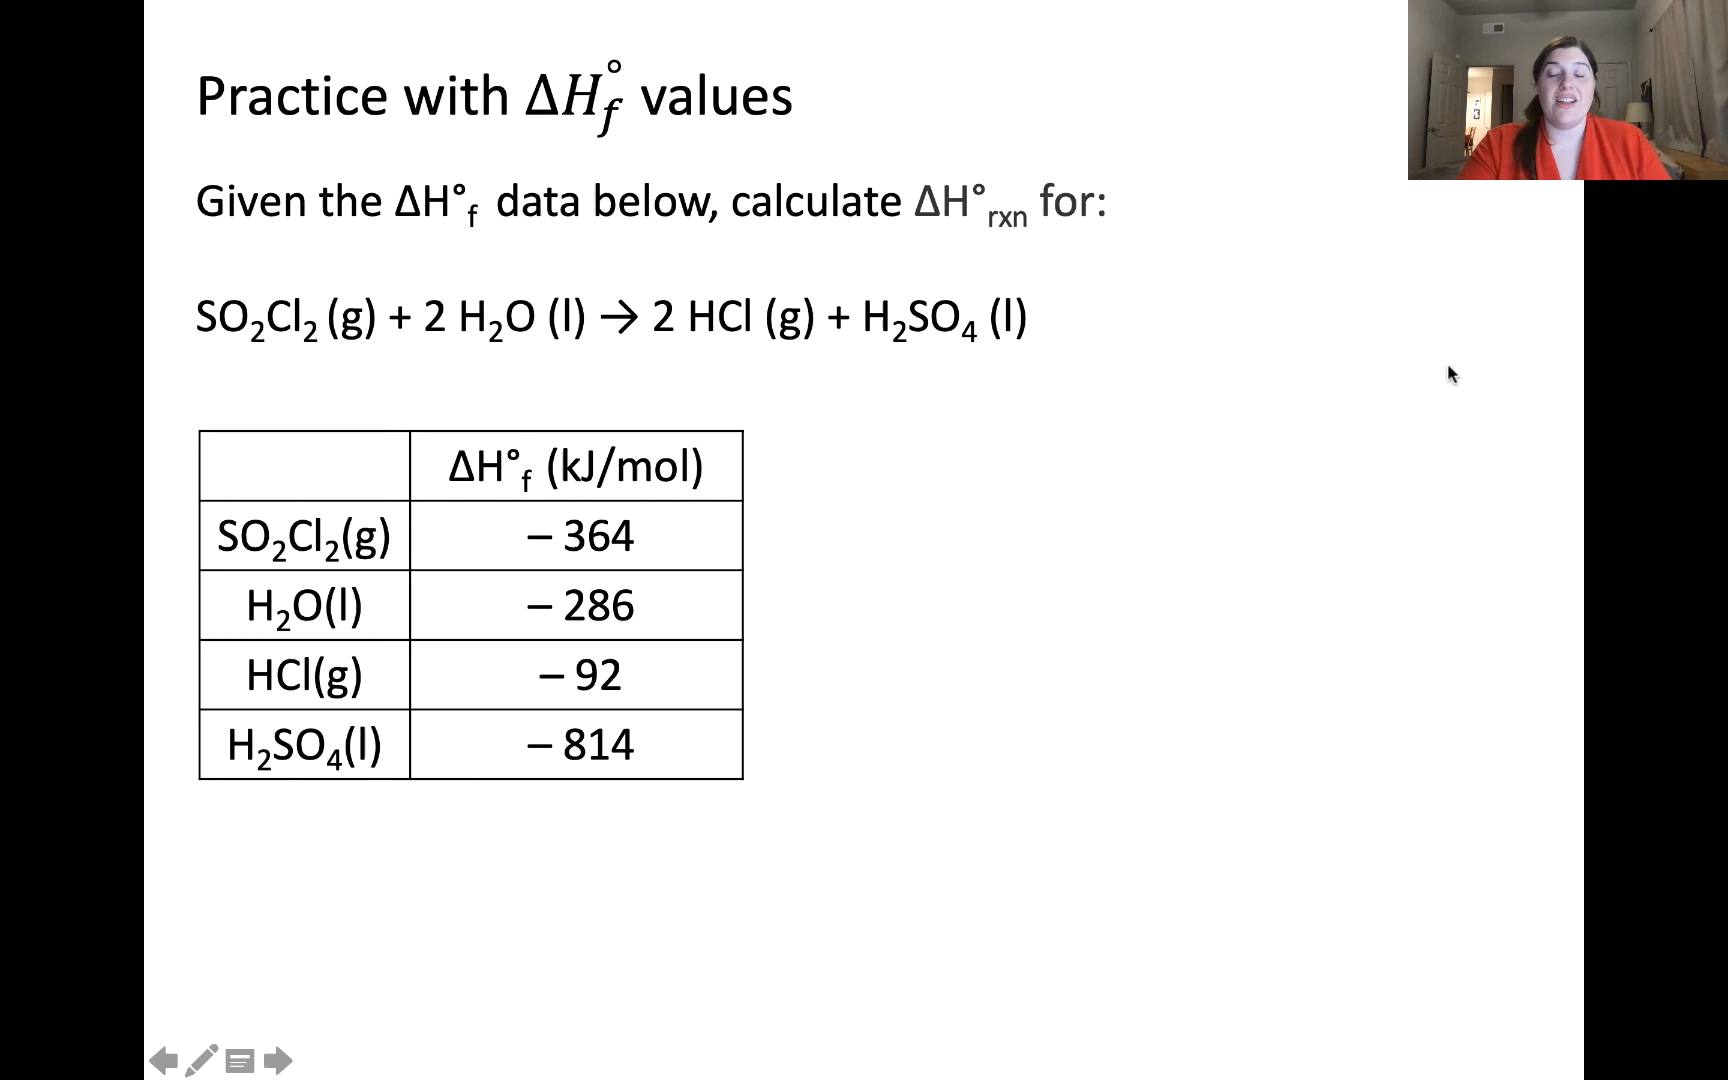 Practice with ΔH°f values
Given the ΔH°f data below, calculate ΔH°rxn for:
SO₂Cl₂ (g) + 2 H₂O (l) → 2 HCl (g) + H₂SO₄ (l)
ΔH°f (kJ/mol)
SO₂Cl₂(g) – 364
H₂O(l) – 286
HCl(g) – 92
H₂SO₄(l) – 814